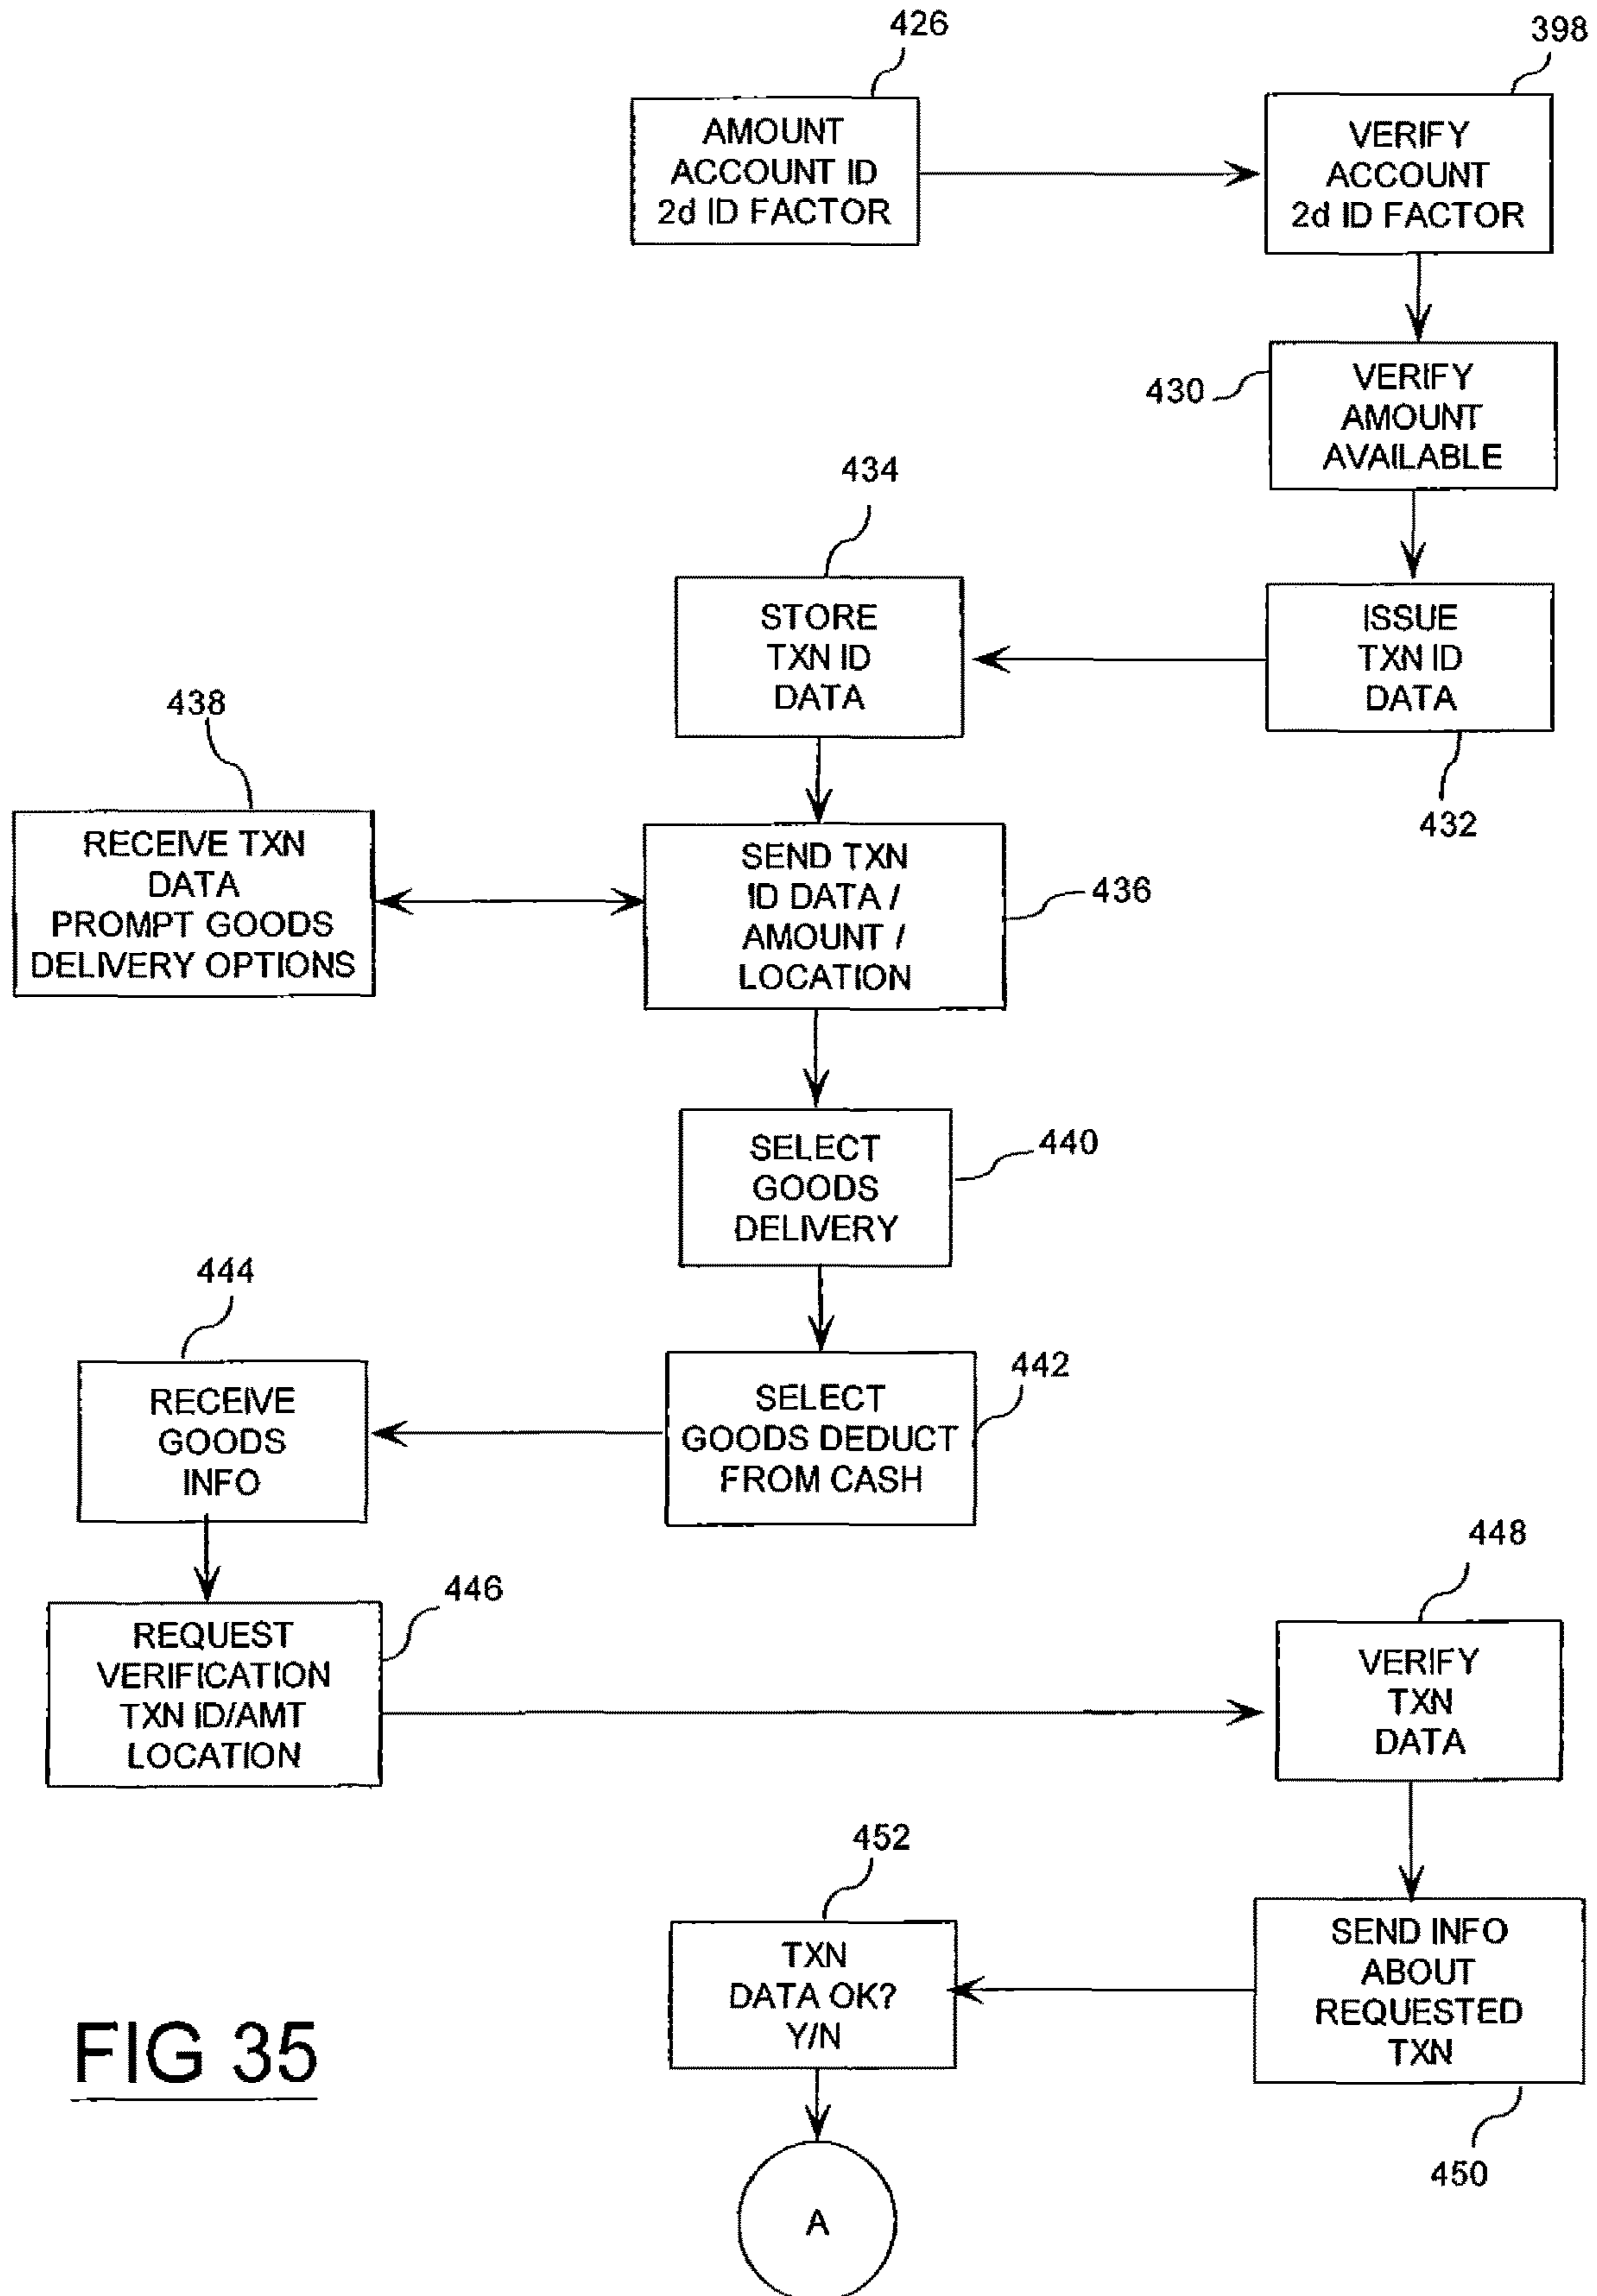 426
398
AMOUNT
ACCOUNT ID
2d ID FACTOR
VERIFY
ACCOUNT
2d ID FACTOR
430
VERIFY
AMOUNT
AVAILABLE
434
STORE
TXN ID
DATA
ISSUE
TXN ID
DATA
432
438
RECEIVE TXN
DATA
PROMPT GOODS
DELIVERY OPTIONS
SEND TXN
ID DATA /
AMOUNT /
LOCATION
436
SELECT
GOODS
DELIVERY
440
444
RECEIVE
GOODS
INFO
SELECT
GOODS DEDUCT
FROM CASH
442
446
REQUEST
VERIFICATION
TXN ID/AMT
LOCATION
448
VERIFY
TXN
DATA
452
TXN
DATA OK?
Y/N
SEND INFO
ABOUT
REQUESTED
TXN
450
FIG 35
A